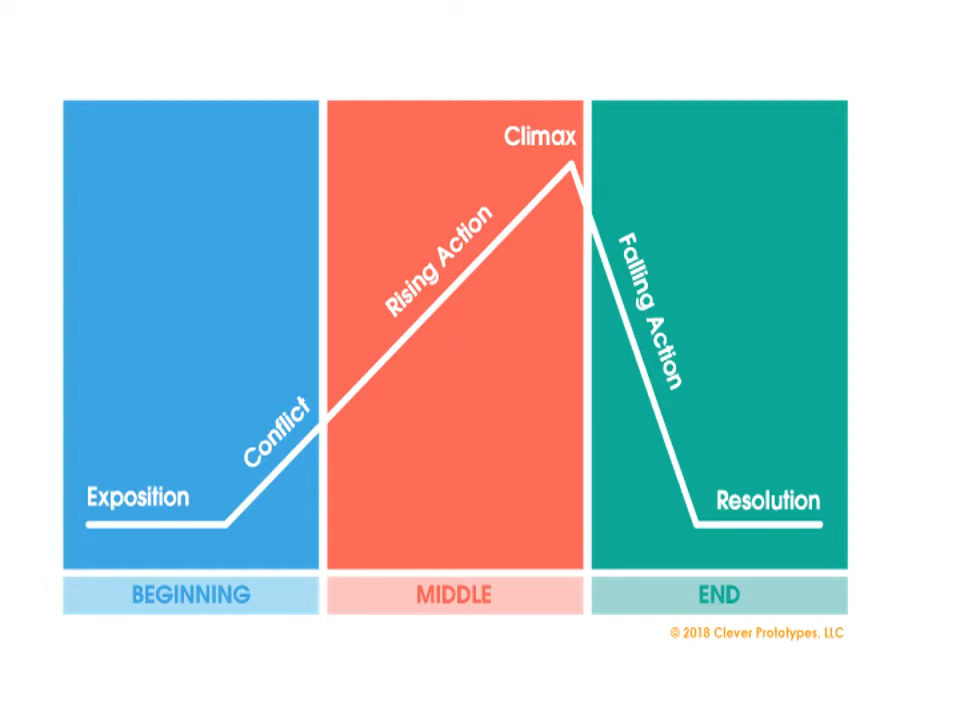 Climax
Rising Action
Falling Action
Conflict
Exposition
Resolution
BEGINNING
MIDDLE
END
© 2018 Clever Prototypes, LLC